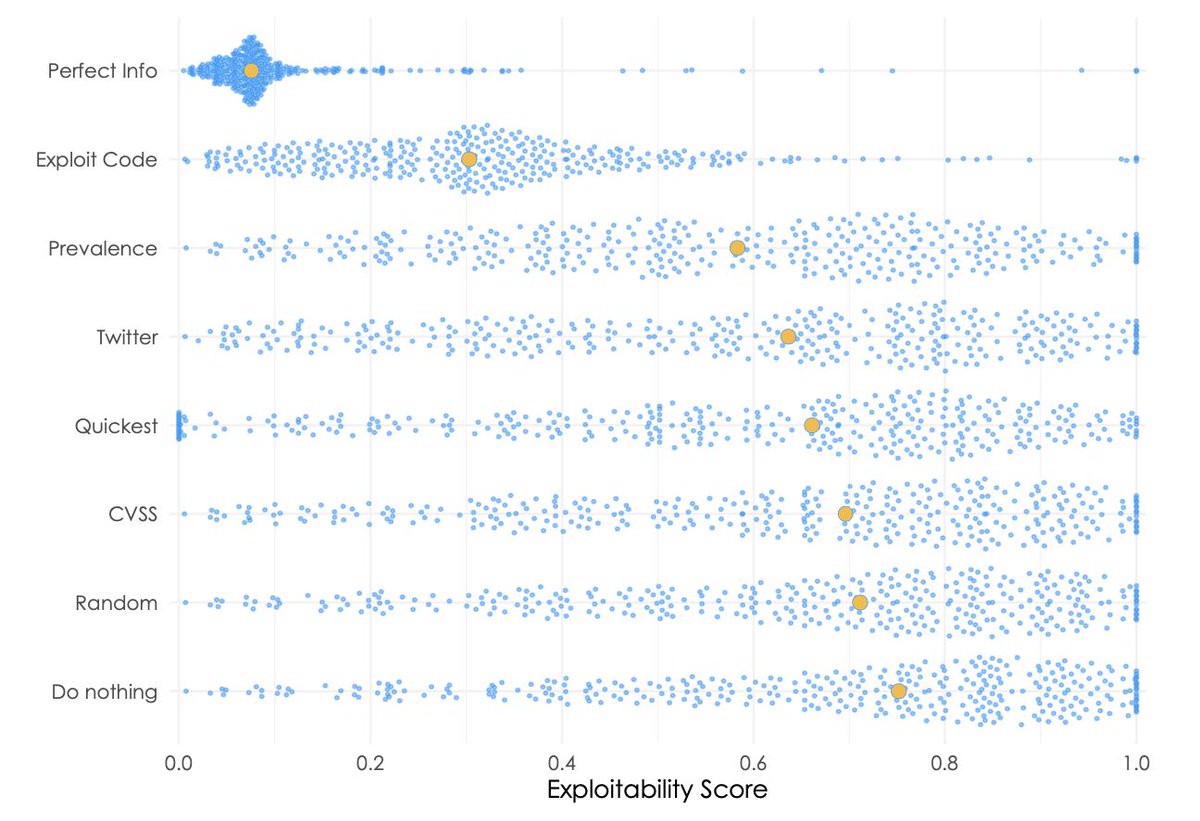 Perfect Info
Exploit Code
Prevalence
Twitter
Quickest
CVSS
Random
Do nothing
0.0 0.2 0.4 0.6 0.8 1.0
Exploitability Score